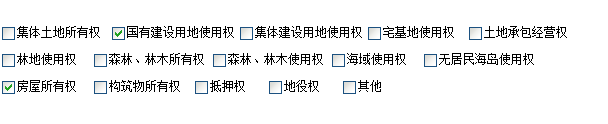 集体土地所有权 国有建设用地使用权 集体建设用地使用权 宅基地使用权 土地承包经营权
林地使用权 森林、林木所有权 森林、林木使用权 海域使用权 无居民海岛使用权
房屋所有权 构筑物所有权 抵押权 地役权 其他